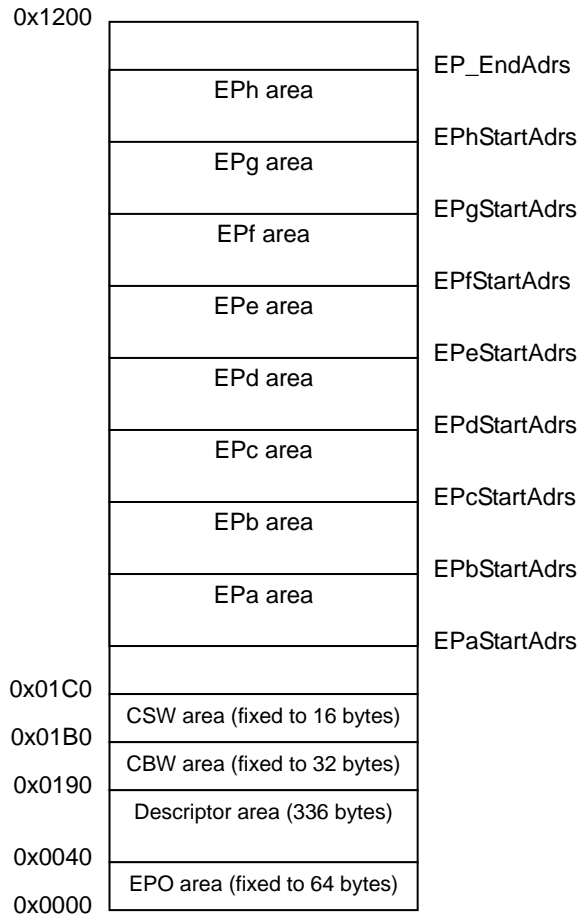 0x1200
EP_EndAdrs
EPh area
EPhStartAdrs
EPg area
EPgStartAdrs
EPf area
EPfStartAdrs
EPe area
EPeStartAdrs
EPd area
EPdStartAdrs
EPc area
EPcStartAdrs
EPb area
EPbStartAdrs
EPa area
EPaStartAdrs
0x01C0
CSW area (fixed to 16 bytes)
0x01B0
CBW area (fixed to 32 bytes)
0x0190
Descriptor area (336 bytes)
0x0040
EPO area (fixed to 64 bytes)
0x0000